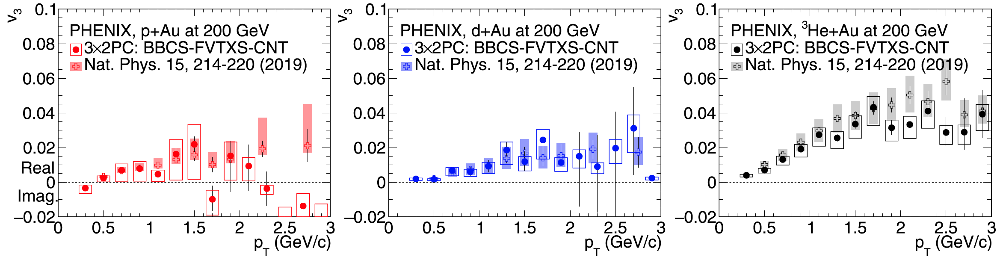 v3
0.1
0.08
0.06
0.04
0.02
Real
0
Imag.
−0.02
PHENIX, p+Au at 200 GeV
3×2PC: BBCS-FVTXS-CNT
Nat. Phys. 15, 214-220 (2019)
0 0.5 1 1.5 2 2.5 3
pT (GeV/c)
v3
0.1
0.08
0.06
0.04
0.02
0
−0.02
PHENIX, d+Au at 200 GeV
3×2PC: BBCS-FVTXS-CNT
Nat. Phys. 15, 214-220 (2019)
0 0.5 1 1.5 2 2.5 3
pT (GeV/c)
v3
0.1
0.08
0.06
0.04
0.02
0
−0.02
PHENIX, ³He+Au at 200 GeV
3×2PC: BBCS-FVTXS-CNT
Nat. Phys. 15, 214-220 (2019)
0 0.5 1 1.5 2 2.5 3
pT (GeV/c)